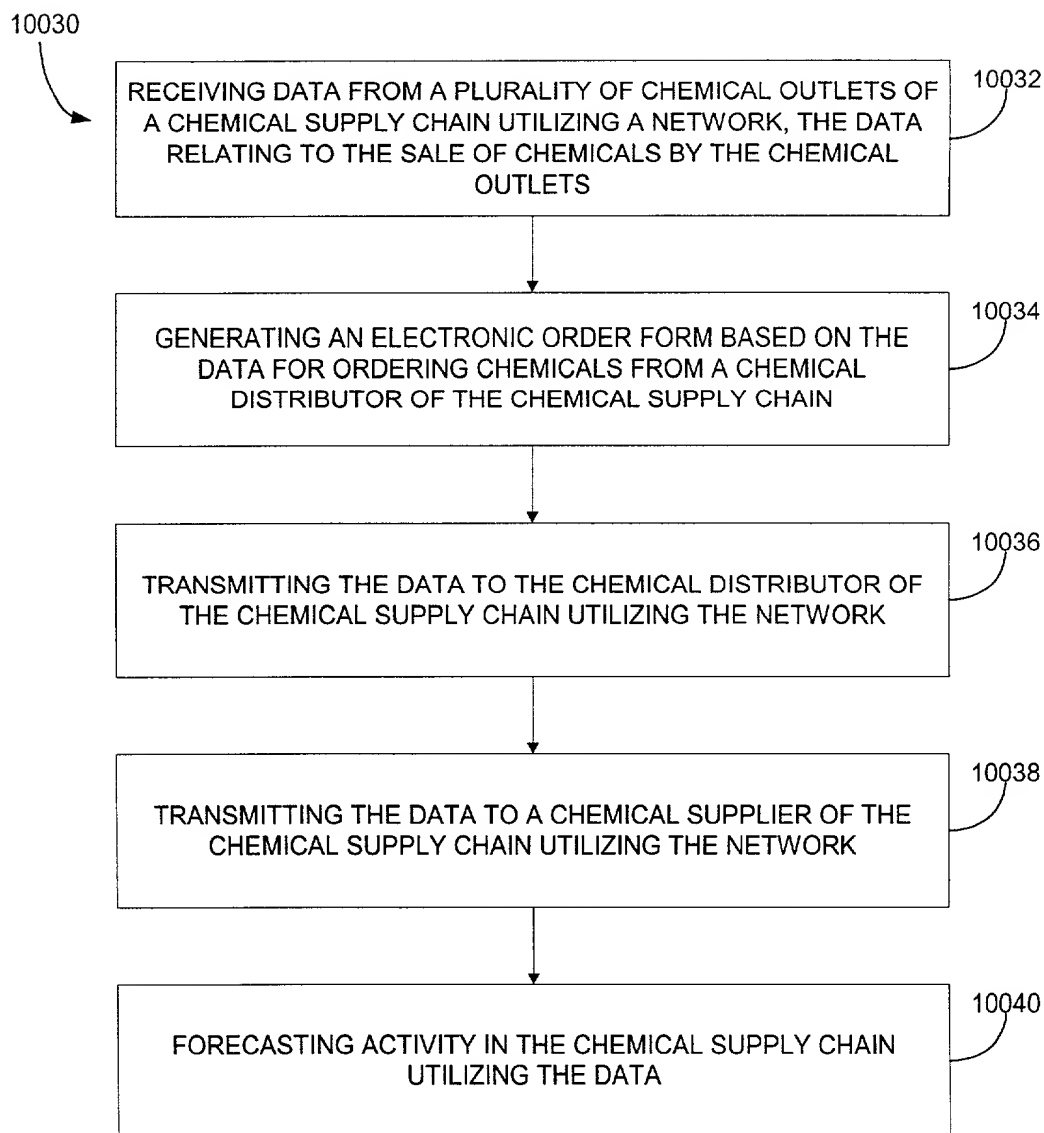 10030
10032
RECEIVING DATA FROM A PLURALITY OF CHEMICAL OUTLETS OF
A CHEMICAL SUPPLY CHAIN UTILIZING A NETWORK, THE DATA
RELATING TO THE SALE OF CHEMICALS BY THE CHEMICAL
OUTLETS
10034
GENERATING AN ELECTRONIC ORDER FORM BASED ON THE
DATA FOR ORDERING CHEMICALS FROM A CHEMICAL
DISTRIBUTOR OF THE CHEMICAL SUPPLY CHAIN
10036
TRANSMITTING THE DATA TO THE CHEMICAL DISTRIBUTOR OF
THE CHEMICAL SUPPLY CHAIN UTILIZING THE NETWORK
10038
TRANSMITTING THE DATA TO A CHEMICAL SUPPLIER OF THE
CHEMICAL SUPPLY CHAIN UTILIZING THE NETWORK
10040
FORECASTING ACTIVITY IN THE CHEMICAL SUPPLY CHAIN
UTILIZING THE DATA